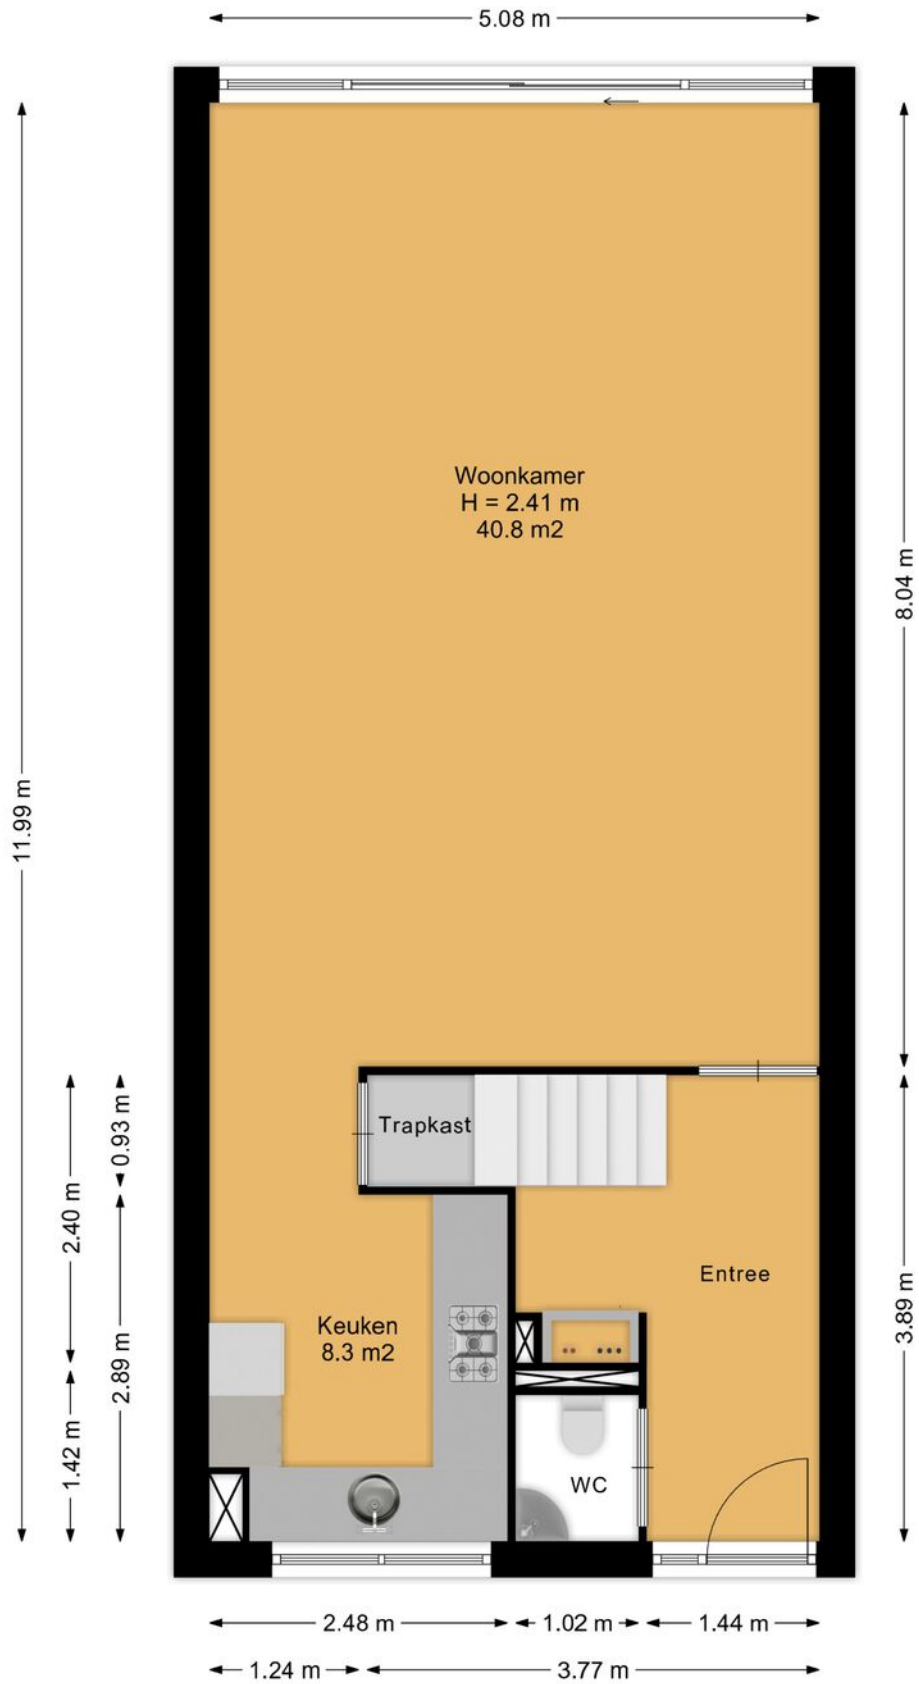 5.08 m
Woonkamer
H = 2.41 m
40.8 m2
8.04 m
11.99 m
0.93 m
2.40 m
Trapkast
Entree
Keuken
8.3 m2
3.89 m
2.89 m
1.42 m
WC
2.48 m
1.02 m
1.44 m
1.24 m
3.77 m